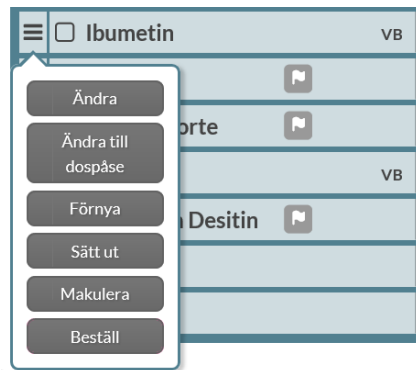 Ibumetin VB
Ändra
orte
Ändra till
dospåse
VB
Förnya
Desitin
Sätt ut
Makulera
Beställ